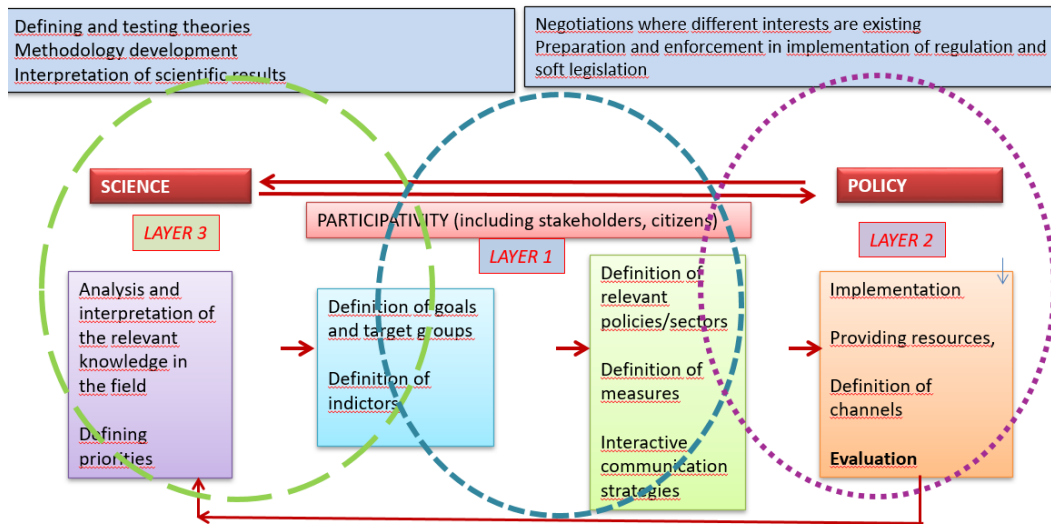 Defining and testing theories
Methodology development
Interpretation of scientific results
Negotiations where different interests are existing
Preparation and enforcement in implementation of regulation and
soft legislation
SCIENCE
POLICY
PARTICIPATIVITY (including stakeholders, citizens)
LAYER 3
LAYER 1
LAYER 2
Analysis and
interpretation of
the relevant
knowledge in
the field
Defining
priorities
Definition of goals
and target groups
Definition of
indictors
Definition of
relevant
policies/sectors
Definition of
measures
Interactive
communication
strategies
Implementation
Providing resources,
Definition of
channels
Evaluation